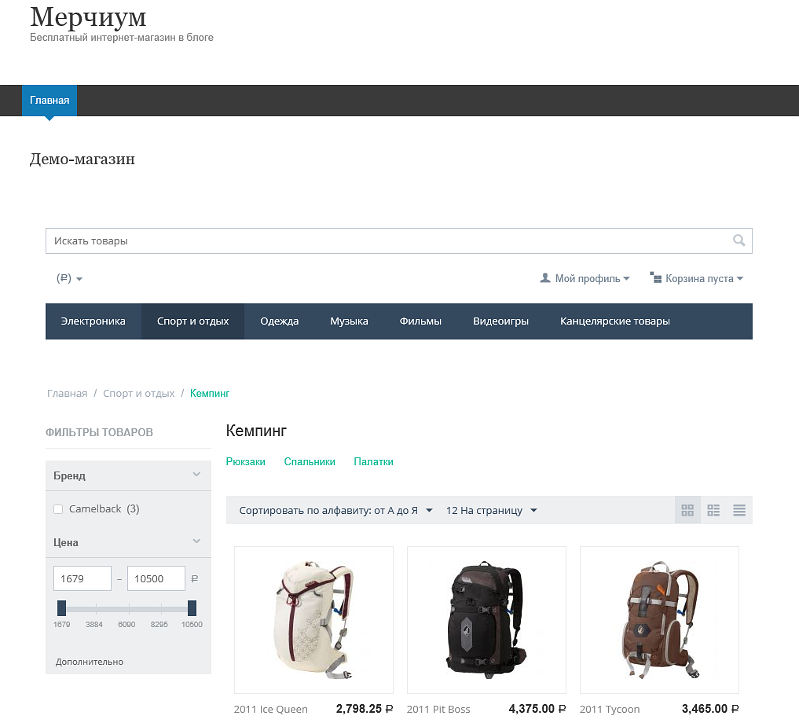 Мерчиум
Бесплатный интернет-магазин в блоге
Главная
Демо-магазин
Искать товары
(₽)
Мой профиль
Корзина пуста
Электроника Спорт и отдых Одежда Музыка Фильмы Видеоигры Канцелярские товары
Главная / Спорт и отдых / Кемпинг
ФИЛЬТРЫ ТОВАРОВ
Бренд
Camelback (3)
Цена
1679 – 10500 ₽
1679 3884 6090 8295 10500
Дополнительно
Кемпинг
Рюкзаки Спальники Палатки
Сортировать по алфавиту: от А до Я 12 На страницу
2011 Ice Queen 2,798.25 ₽
2011 Pit Boss 4,375.00 ₽
2011 Tycoon 3,465.00 ₽